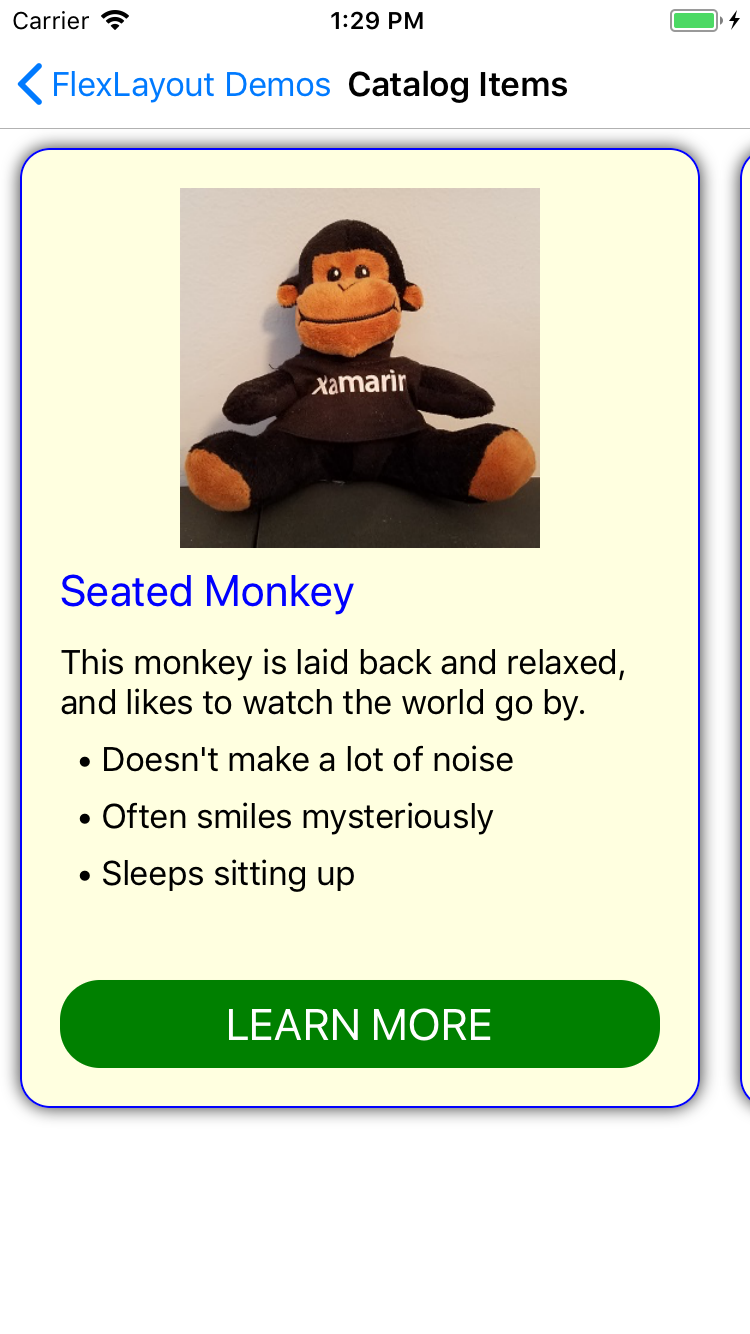 Carrier 1:29 PM
FlexLayout Demos Catalog Items
Xamarin
Seated Monkey
This monkey is laid back and relaxed,
and likes to watch the world go by.
• Doesn't make a lot of noise
• Often smiles mysteriously
• Sleeps sitting up
LEARN MORE